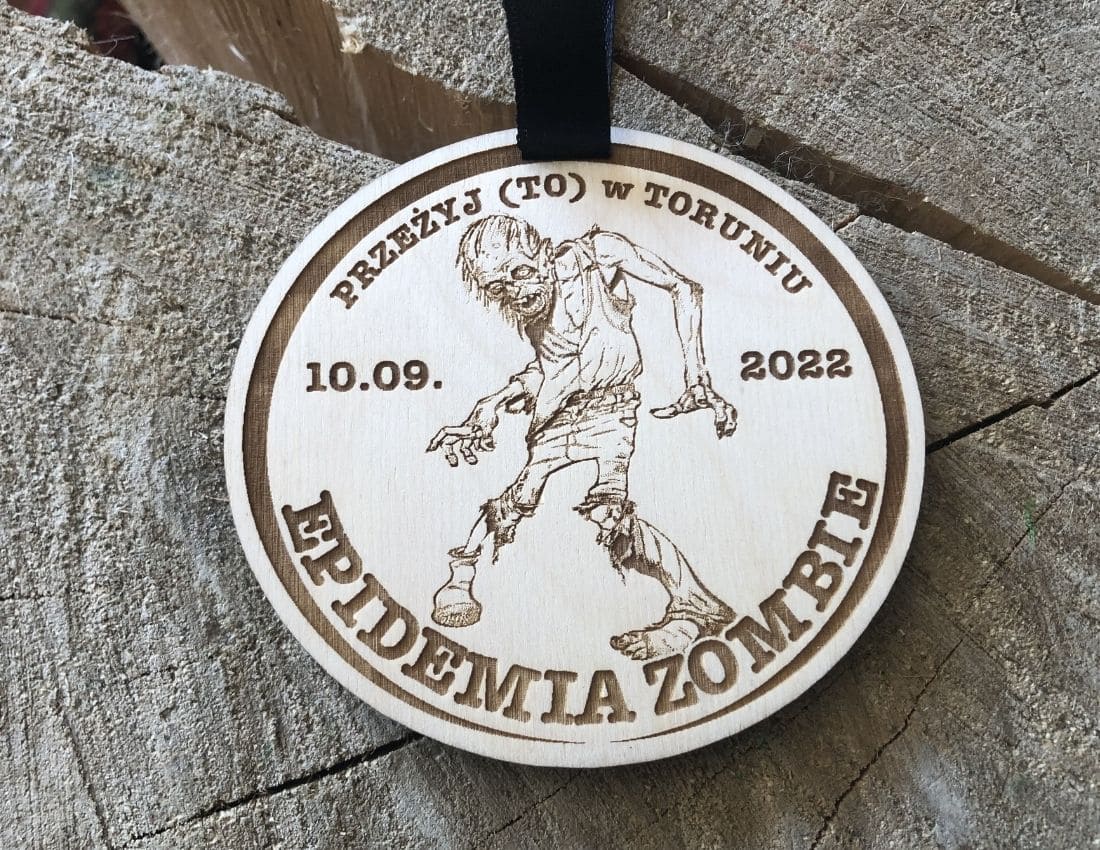 PRZEŻYJ (TO) W TORUNIU
10.09. 2022
EPIDEMIA ZOMBIE